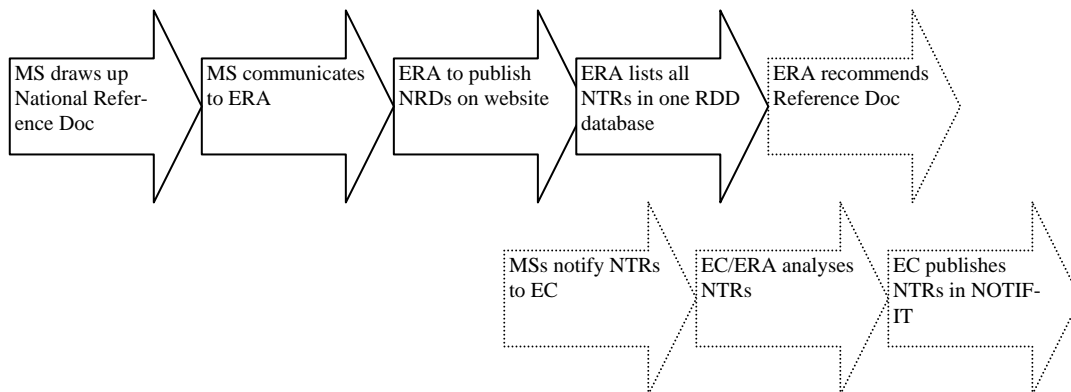 MS draws up
National Refer-
ence Doc
MS communicates
to ERA
ERA to publish
NRDs on website
ERA lists all
NTRs in one RDD
database
ERA recommends
Reference Doc
MSs notify NTRs
to EC
EC/ERA analyses
NTRs
EC publishes
NTRs in NOTIF-
IT